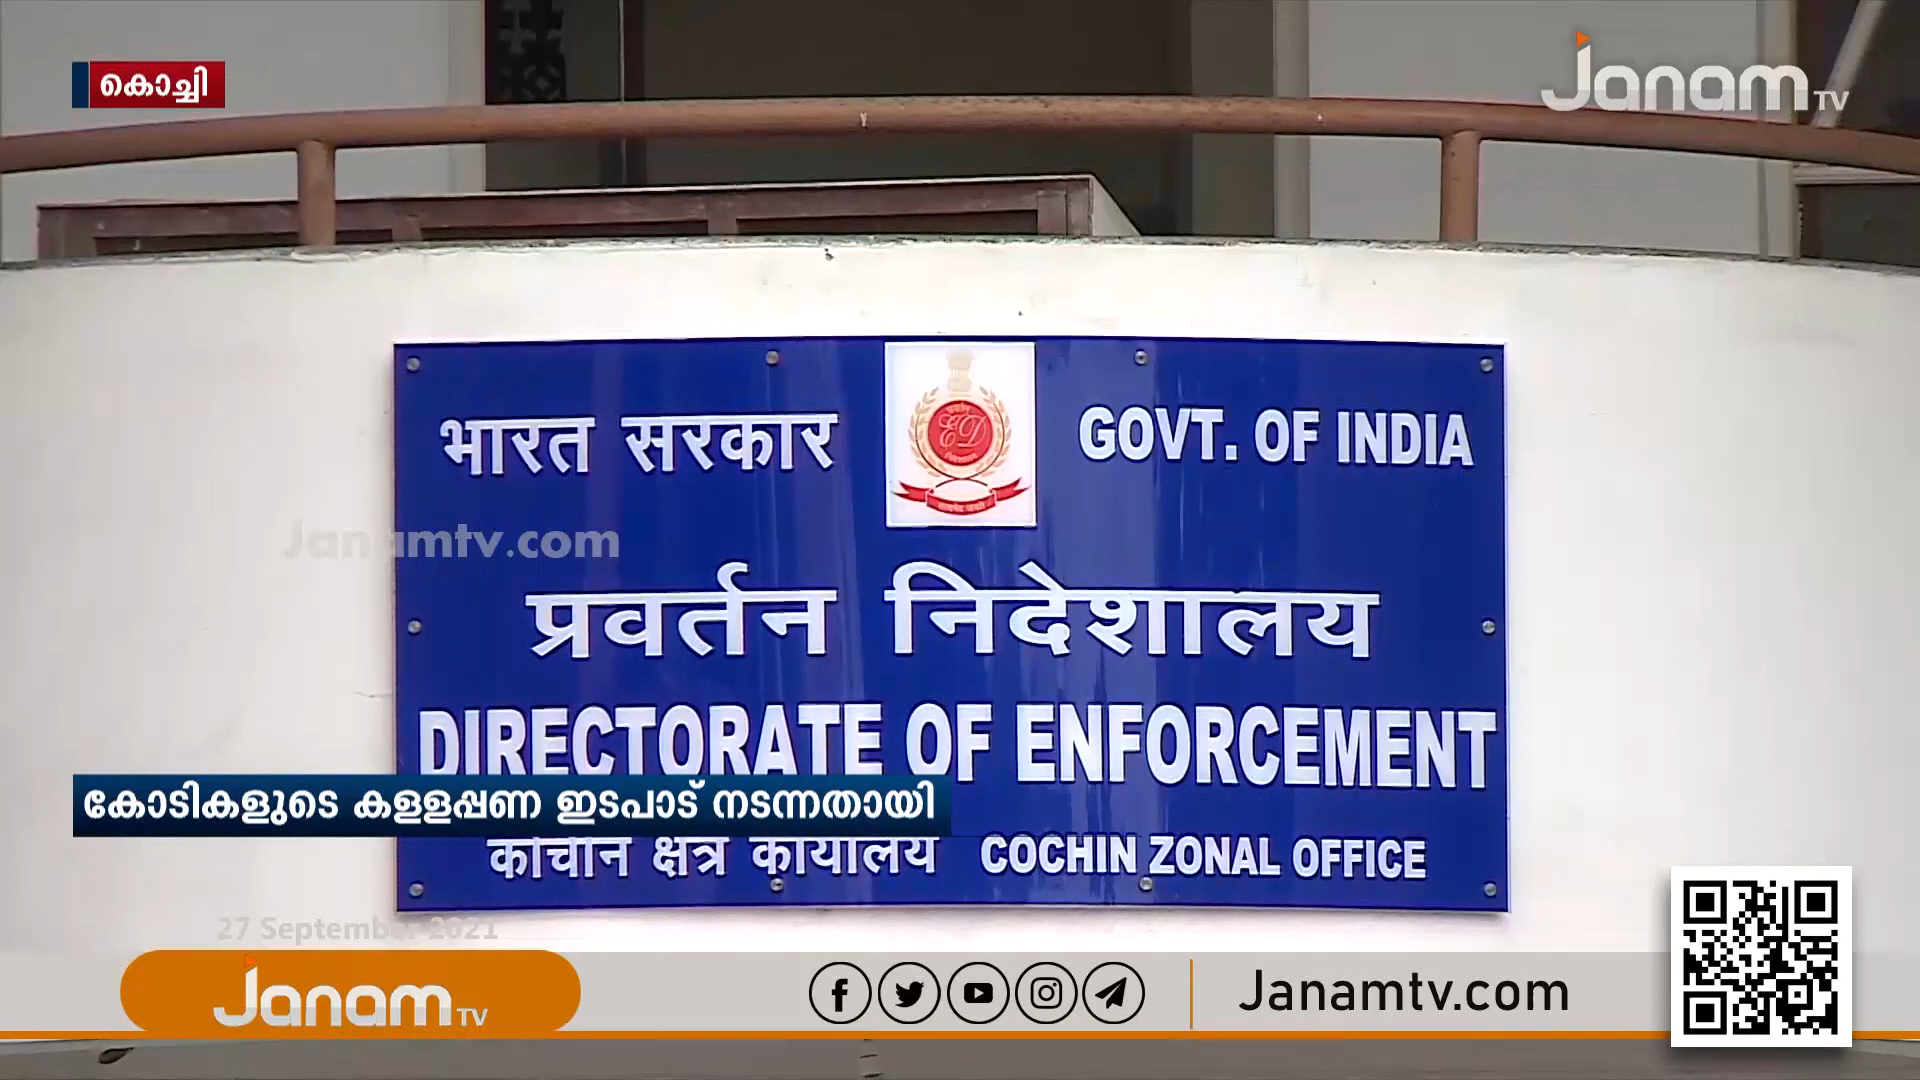 കൊച്ചി
Janam TV
भारत सरकार
GOVT. OF INDIA
Janamtv.com
प्रवर्तन निदेशालय
DIRECTORATE OF ENFORCEMENT
കോടികളുടെ കള്ളപ്പണ ഇടപാട് നടന്നതായി
कोचीन क्षेत्र कार्यालय COCHIN ZONAL OFFICE
27 September 2021
Janam TV
Janamtv.com